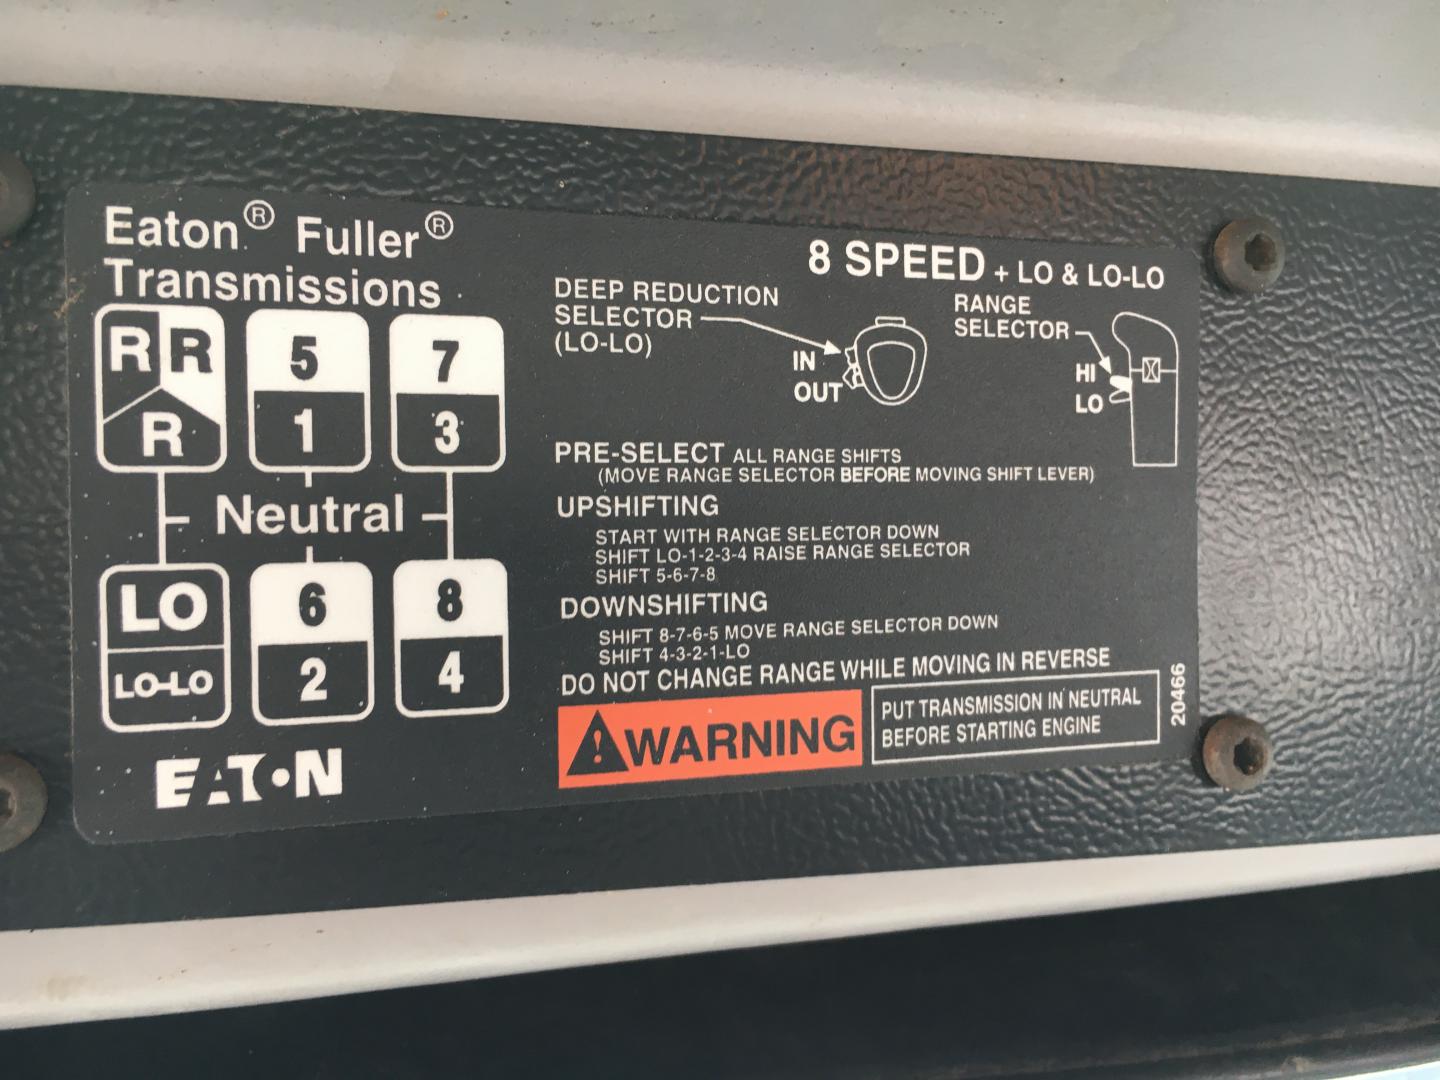 Eaton® Fuller®
Transmissions
R R
R
5
1
7
3
Neutral
LO
LO-LO
6
2
8
4
EATON
8 SPEED + LO & LO-LO
DEEP REDUCTION
SELECTOR
(LO-LO)
IN
OUT
RANGE
SELECTOR
HI
LO
PRE-SELECT ALL RANGE SHIFTS
(MOVE RANGE SELECTOR BEFORE MOVING SHIFT LEVER)
UPSHIFTING
START WITH RANGE SELECTOR DOWN
SHIFT LO-1-2-3-4 RAISE RANGE SELECTOR
SHIFT 5-6-7-8
DOWNSHIFTING
SHIFT 8-7-6-5 MOVE RANGE SELECTOR DOWN
SHIFT 4-3-2-1-LO
DO NOT CHANGE RANGE WHILE MOVING IN REVERSE
! WARNING
PUT TRANSMISSION IN NEUTRAL
BEFORE STARTING ENGINE
20466